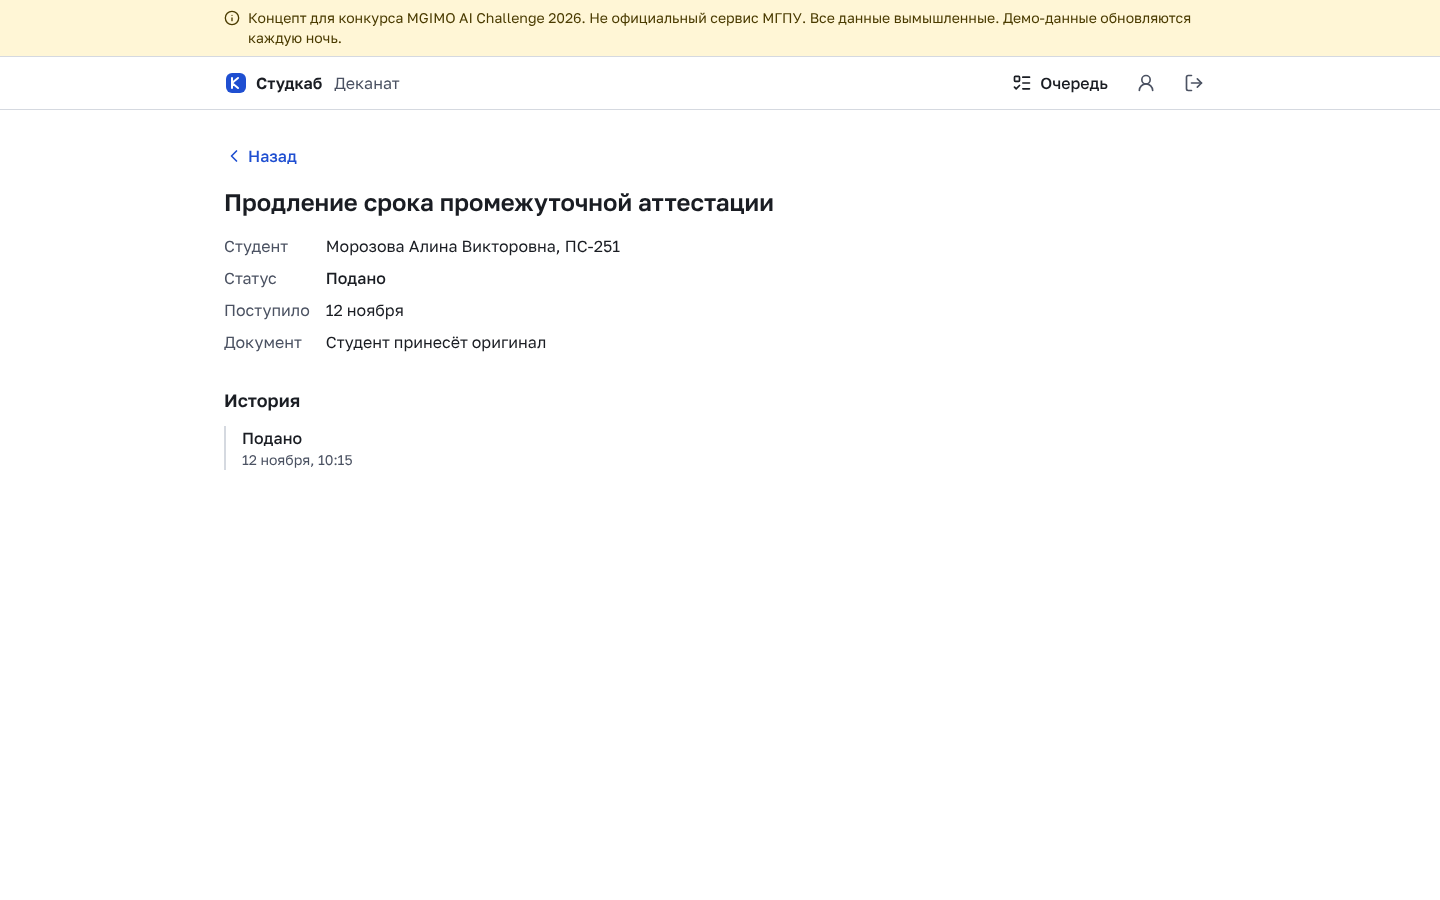 Концепт для конкурса MGIMO AI Challenge 2026. Не официальный сервис МГПУ. Все данные вымышленные. Демо-данные обновляются
каждую ночь.
Студкаб Деканат Очередь
Назад
Продление срока промежуточной аттестации
Студент Морозова Алина Викторовна, ПС-251
Статус Подано
Поступило 12 ноября
Документ Студент принесёт оригинал
История
Подано
12 ноября, 10:15